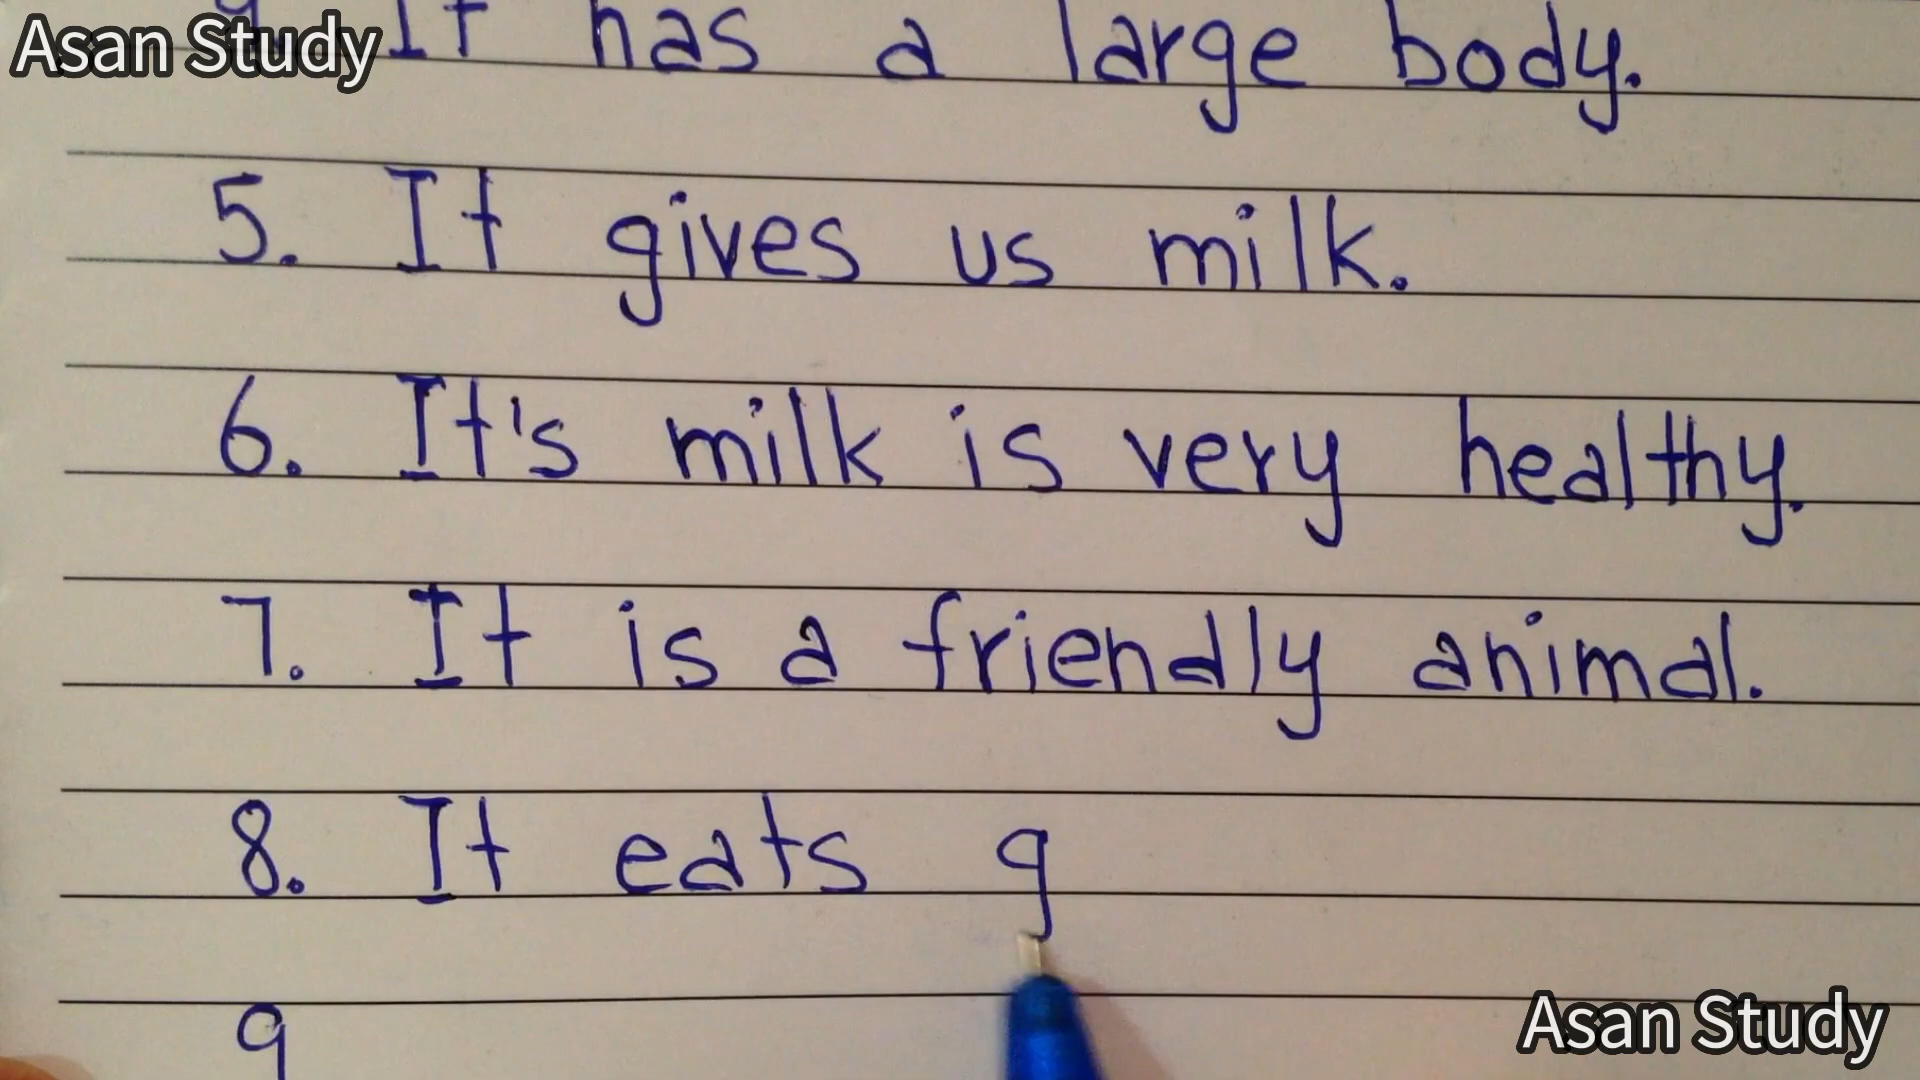 Asan Study
It has a large body.
5. It gives us milk.
6. It's milk is very healthy.
7. It is a friendly animal.
8. It eats g
9
Asan Study